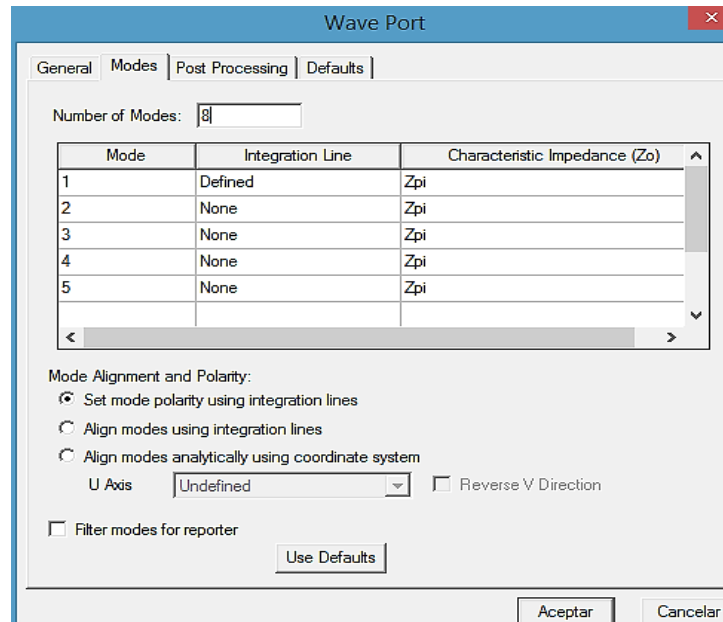 Wave Port
General Modes Post Processing Defaults
Number of Modes: 8
Mode Integration Line Characteristic Impedance (Zo)
1 Defined Zpi
2 None Zpi
3 None Zpi
4 None Zpi
5 None Zpi
Mode Alignment and Polarity:
Set mode polarity using integration lines
Align modes using integration lines
Align modes analytically using coordinate system
U Axis Undefined Reverse V Direction
Filter modes for reporter
Use Defaults
Aceptar Cancelar